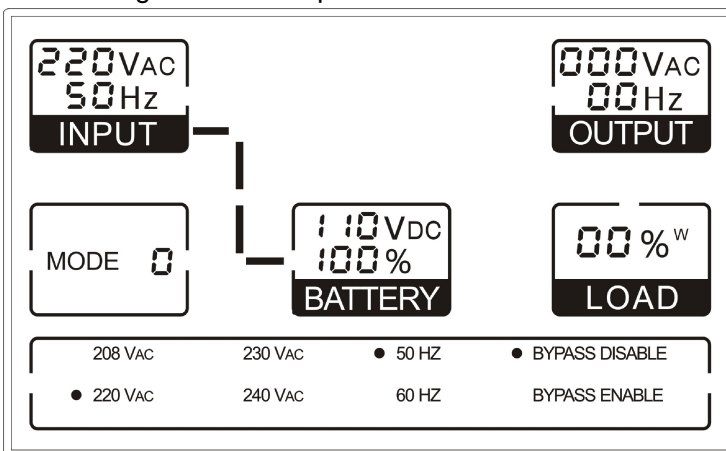 220VAC
50Hz
INPUT
000VAC
00Hz
OUTPUT
MODE 0
110VDC
100%
BATTERY
00%W
LOAD
208 VAC 230 VAC ● 50 HZ ● BYPASS DISABLE
● 220 VAC 240 VAC 60 HZ BYPASS ENABLE